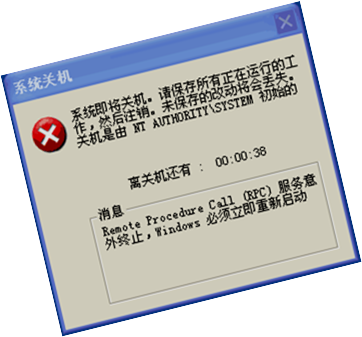 系统关机
系统即将关机。请保存所有正在运行的工
作，然后注销。未保存的改动将会丢失。
关机是由 NT AUTHORITY\SYSTEM 初始的
离关机还有 : 00:00:38
消息
Remote Procedure Call (RPC) 服务意
外终止，Windows 必须立即重新启动